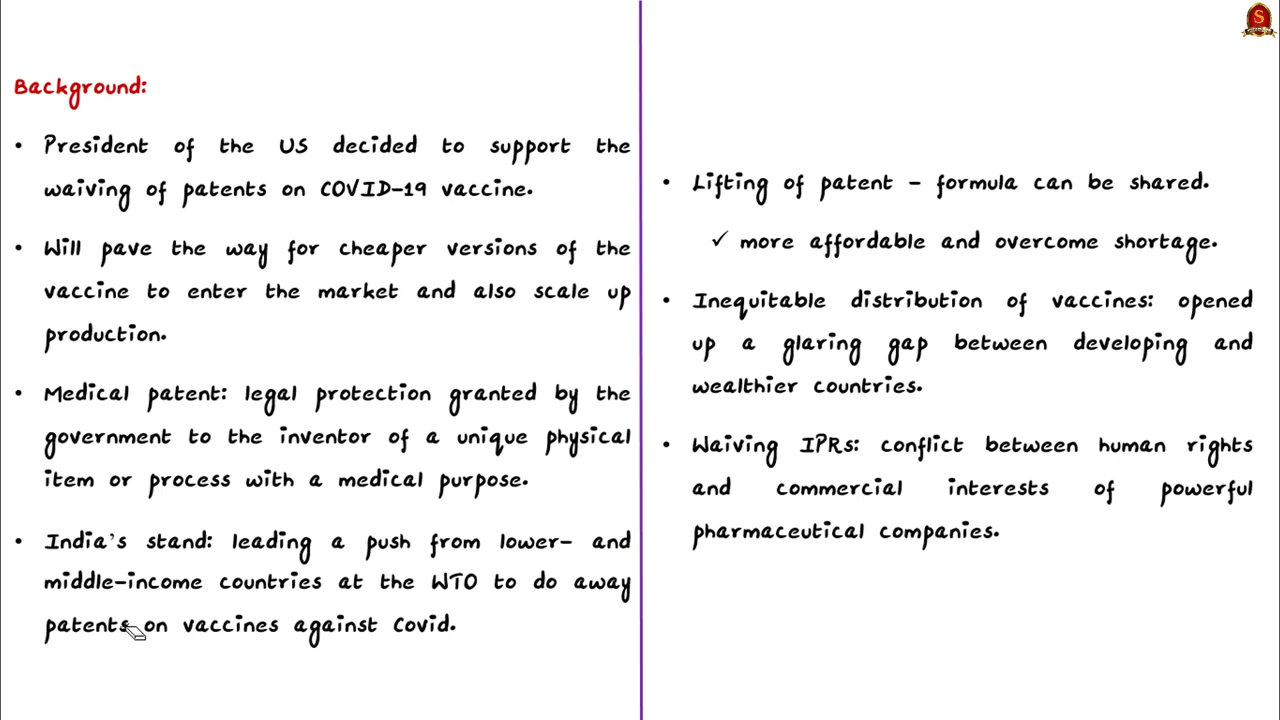 Background:
• President of the US decided to support the
waiving of patents on COVID-19 vaccine.
• Will pave the way for cheaper versions of the
vaccine to enter the market and also scale up
production.
• Medical patent: legal protection granted by the
government to the inventor of a unique physical
item or process with a medical purpose.
• India's stand: leading a push from lower- and
middle-income countries at the WTO to do away
patents on vaccines against Covid.
• Lifting of patent - formula can be shared.
✓ more affordable and overcome shortage.
• Inequitable distribution of vaccines: opened
up a glaring gap between developing and
wealthier countries.
• Waiving IPRs: conflict between human rights
and commercial interests of powerful
pharmaceutical companies.
S